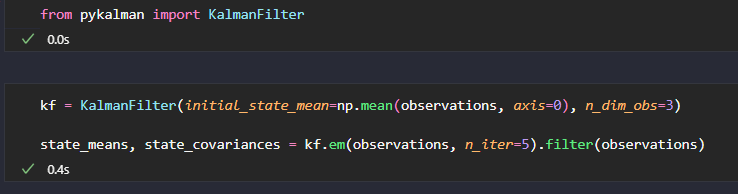 from pykalman import KalmanFilter
0.0s
kf = KalmanFilter(initial_state_mean=np.mean(observations, axis=0), n_dim_obs=3)
state_means, state_covariances = kf.em(observations, n_iter=5).filter(observations)
0.4s